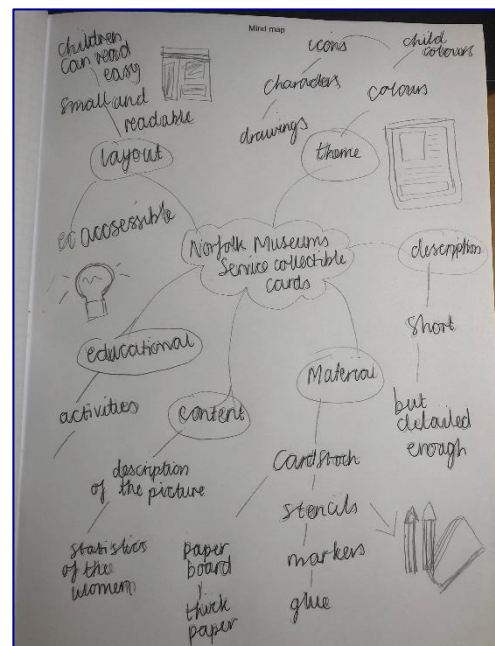 Mind map
children
can read
easy
small and
readable
layout
accessible
icons
child
colours
characters
colours
drawings
theme
Norfolk Museums
Service collectible
cards
description
short
but
detailed
enough
educational
activities
content
description
of the picture
statistics
of the
women
Material
Cardstock
paper
board
thick
paper
stencils
markers
glue